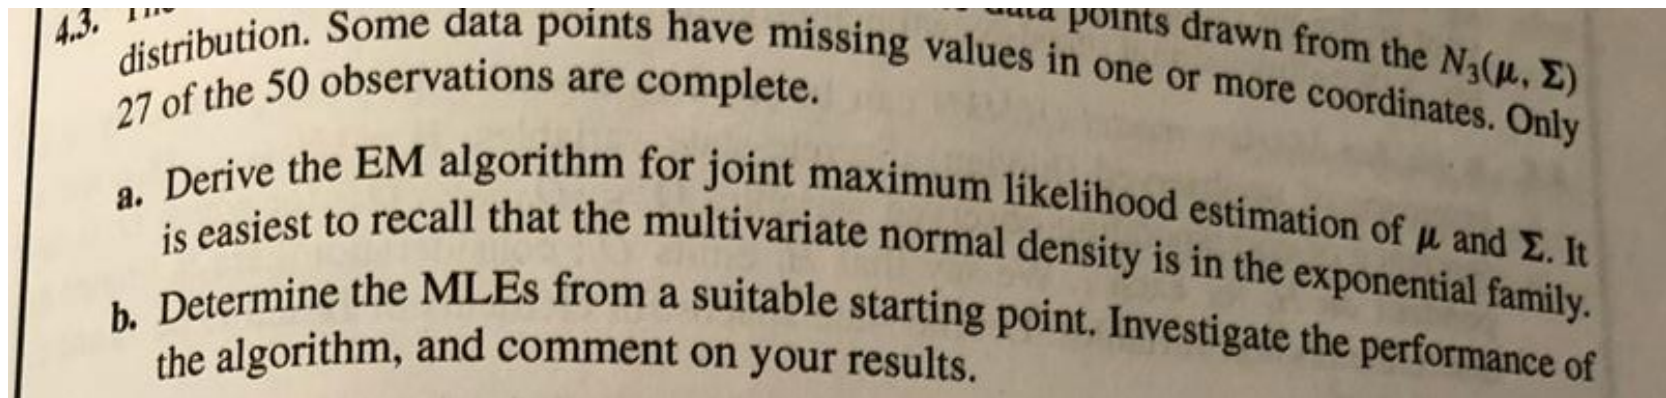 4.3.
points drawn from the N₃(μ, Σ)
distribution. Some data points have missing values in one or more coordinates. Only
27 of the 50 observations are complete.
a. Derive the EM algorithm for joint maximum likelihood estimation of μ and Σ. It
is easiest to recall that the multivariate normal density is in the exponential family.
b. Determine the MLEs from a suitable starting point. Investigate the performance of
the algorithm, and comment on your results.